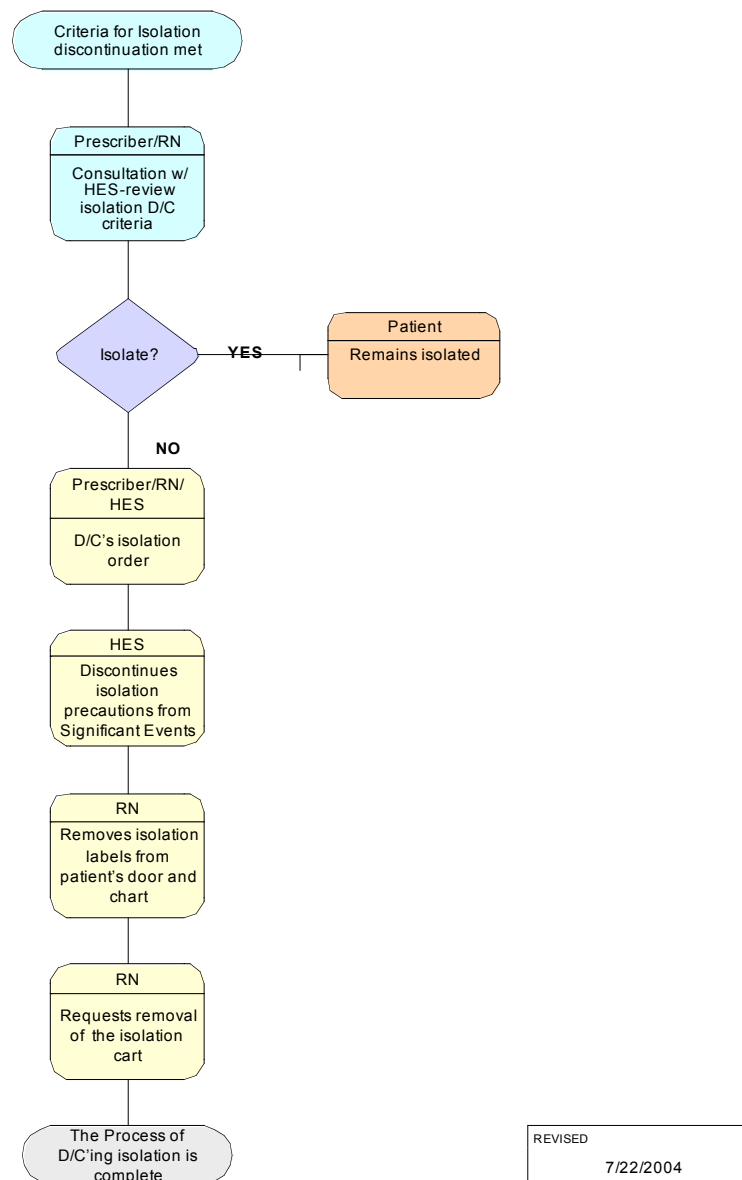 Criteria for Isolation
discontinuation met
Prescriber/RN
Consultation w/
HES-review
isolation D/C
criteria
Isolate?
YES
Patient
Remains isolated
NO
Prescriber/RN/
HES
D/C's isolation
order
HES
Discontinues
isolation
precautions from
Significant Events
RN
Removes isolation
labels from
patient's door and
chart
RN
Requests removal
of the isolation
cart
The Process of
D/C'ing isolation is
complete
REVISED
7/22/2004